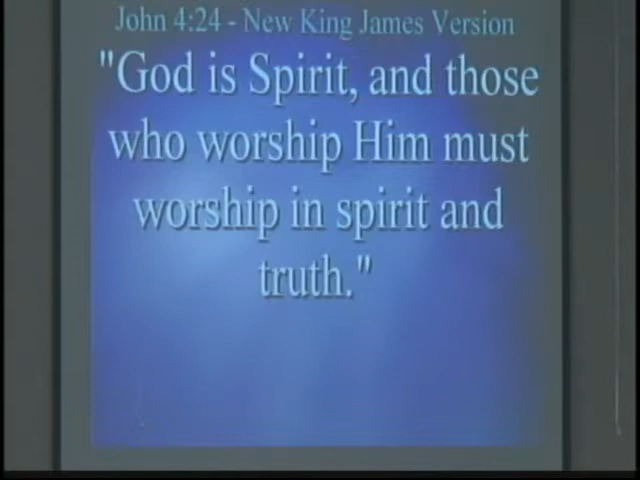 John 4:24 - New King James Version
"God is Spirit, and those
who worship Him must
worship in spirit and
truth."